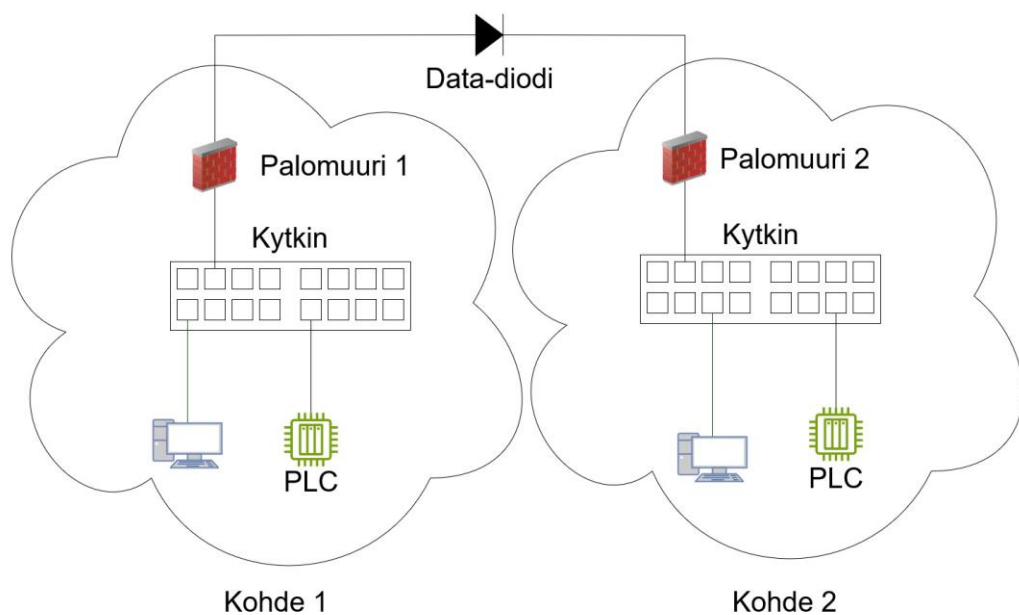 Data-diodi
Palomuuri 1
Palomuuri 2
Kytkin
Kytkin
PLC
PLC
Kohde 1
Kohde 2